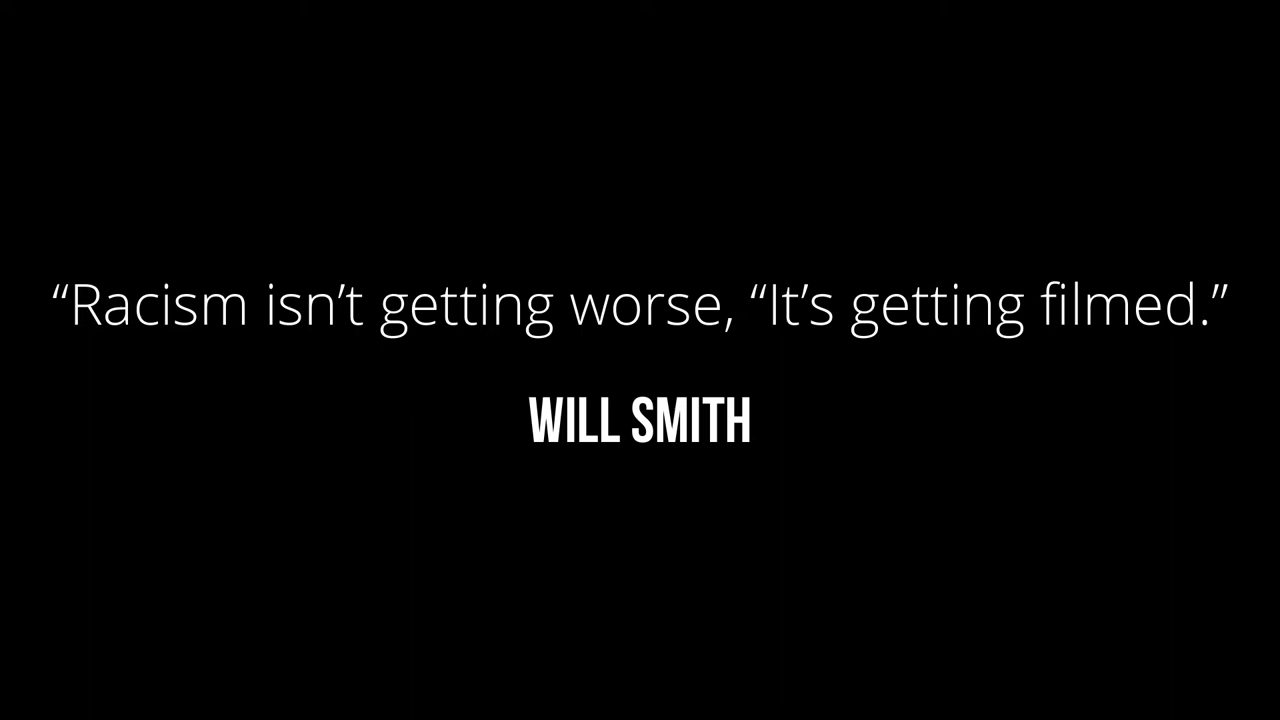 “Racism isn’t getting worse, “It’s getting filmed.”
WILL SMITH